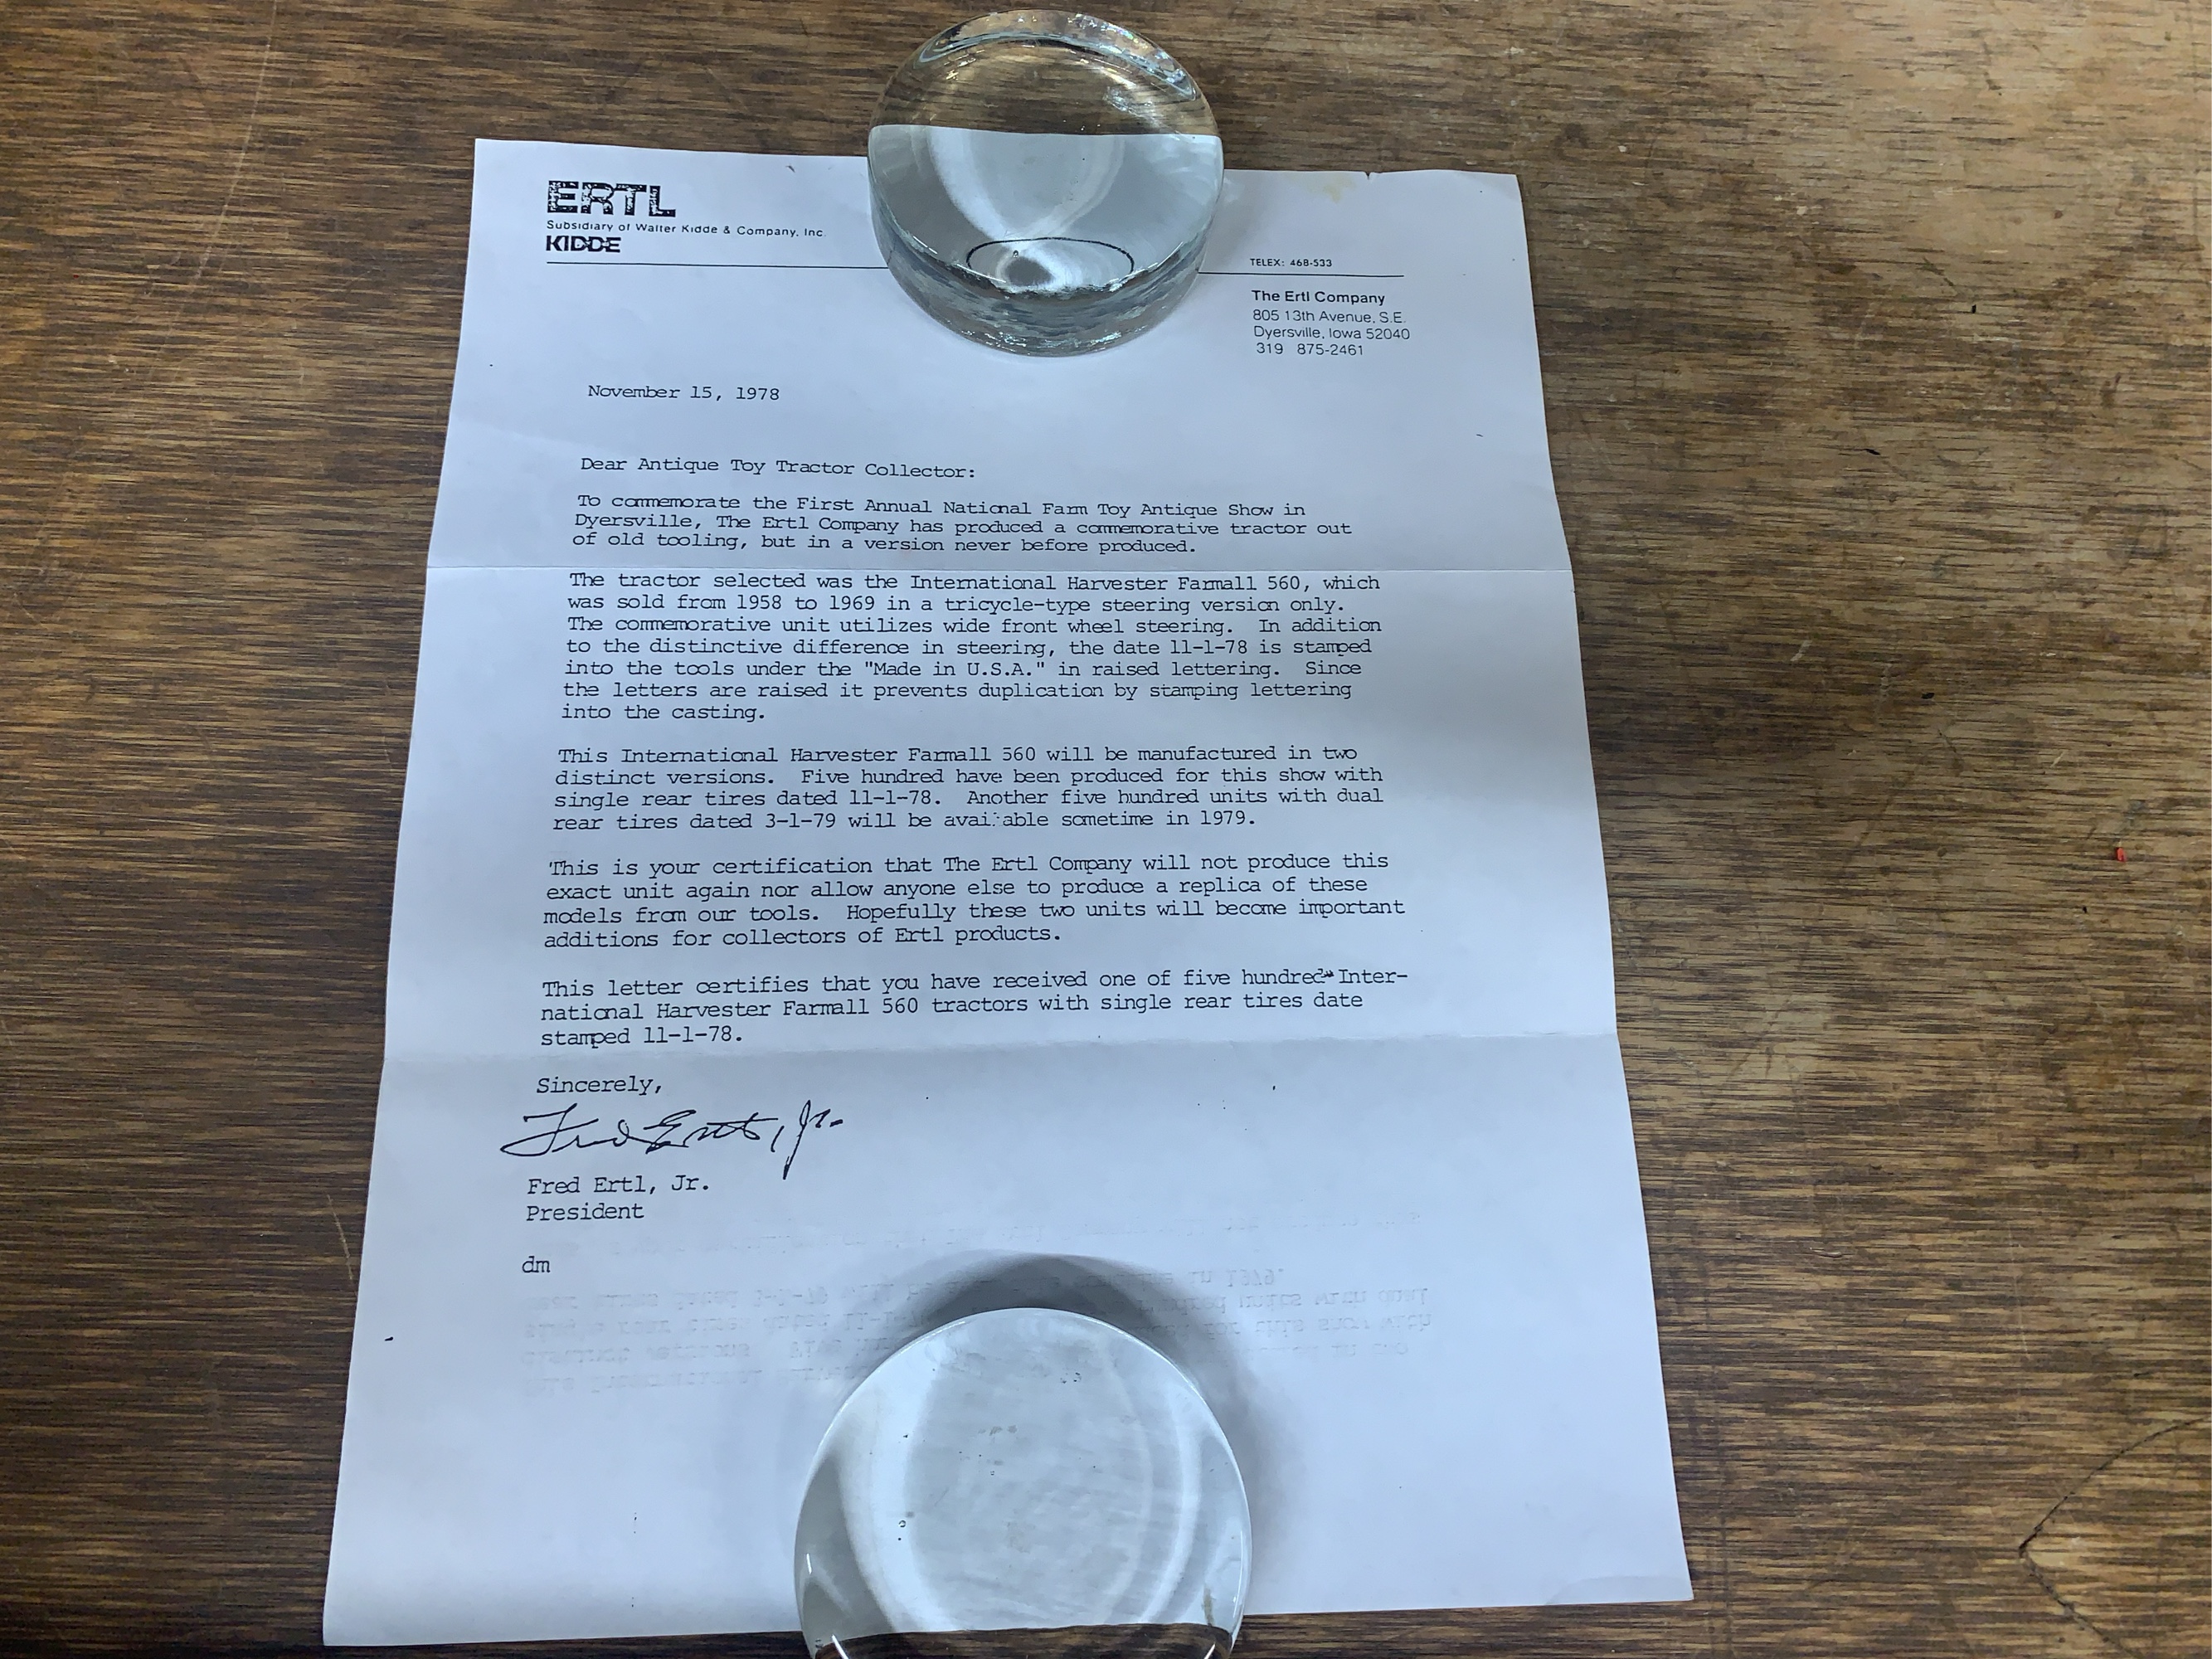 ERTL
Subsidiary of Walter Kidde & Company, Inc.
KIDDE
TELEX: 468-533
The Ertl Company
805 13th Avenue, S.E.
Dyersville, Iowa 52040
319 875-2461
November 15, 1978
Dear Antique Toy Tractor Collector:
To commemorate the First Annual National Farm Toy Antique Show in
Dyersville, The Ertl Company has produced a commemorative tractor out
of old tooling, but in a version never before produced.
The tractor selected was the International Harvester Farmall 560, which
was sold from 1958 to 1969 in a tricycle-type steering version only.
The commemorative unit utilizes wide front wheel steering. In addition
to the distinctive difference in steering, the date 11-1-78 is stamped
into the tools under the "Made in U.S.A." in raised lettering. Since
the letters are raised it prevents duplication by stamping lettering
into the casting.
This International Harvester Farmall 560 will be manufactured in two
distinct versions. Five hundred have been produced for this show with
single rear tires dated 11-1-78. Another five hundred units with dual
rear tires dated 3-1-79 will be available sometime in 1979.
This is your certification that The Ertl Company will not produce this
exact unit again nor allow anyone else to produce a replica of these
models from our tools. Hopefully these two units will become important
additions for collectors of Ertl products.
This letter certifies that you have received one of five hundred Inter-
national Harvester Farmall 560 tractors with single rear tires date
stamped 11-1-78.
Sincerely,
Fred Ertl, Jr.
Fred Ertl, Jr.
President
dm